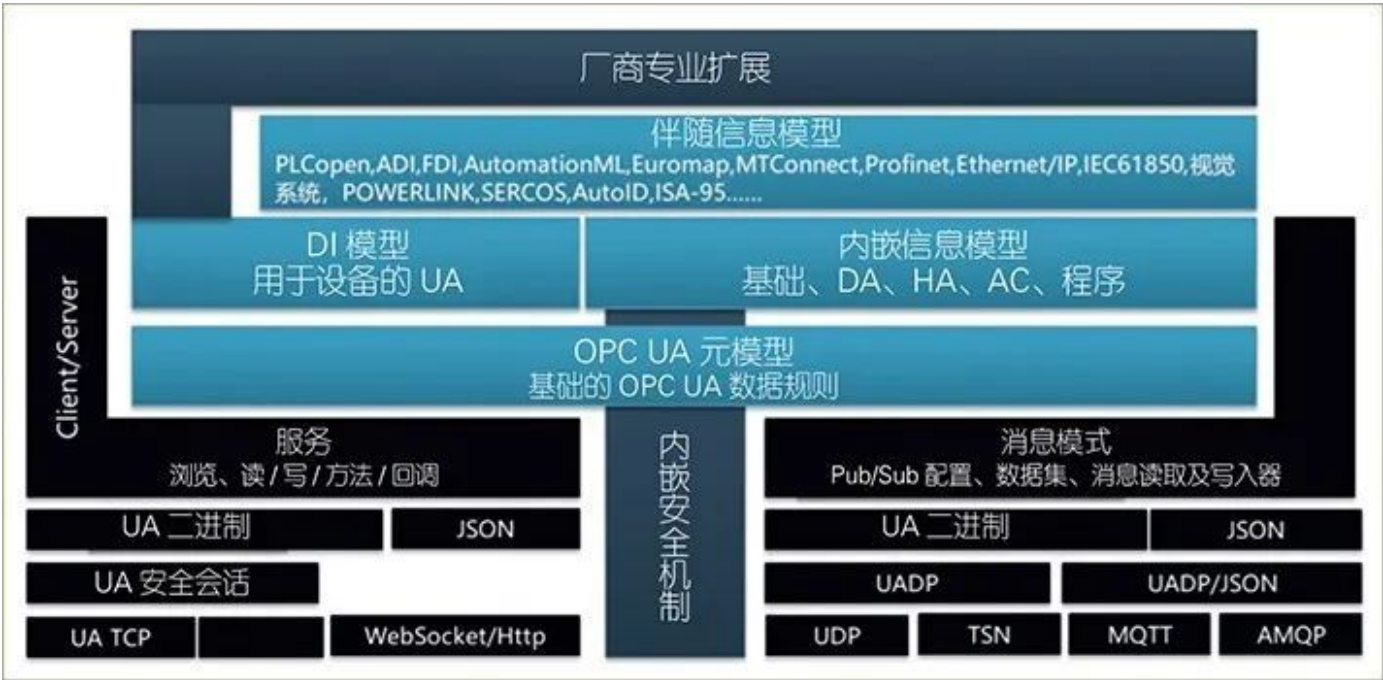 厂商专业扩展
伴随信息模型
PLCopen,ADI,FDI,AutomationML,Euromap,MTConnect,Profinet,Ethernet/IP,IEC61850,视觉
系统，POWERLINK,SERCOS,AutoID,ISA-95......
DI 模型
用于设备的 UA
内嵌信息模型
基础、DA、HA、AC、程序
OPC UA 元模型
基础的 OPC UA 数据规则
Client/Server
服务
浏览、读 / 写 / 方法 / 回调
UA 二进制
JSON
UA 安全会话
UA TCP
WebSocket/Http
内嵌安全机制
消息模式
Pub/Sub 配置、数据集、消息读取及写入器
UA 二进制
JSON
UADP
UADP/JSON
UDP
TSN
MQTT
AMQP